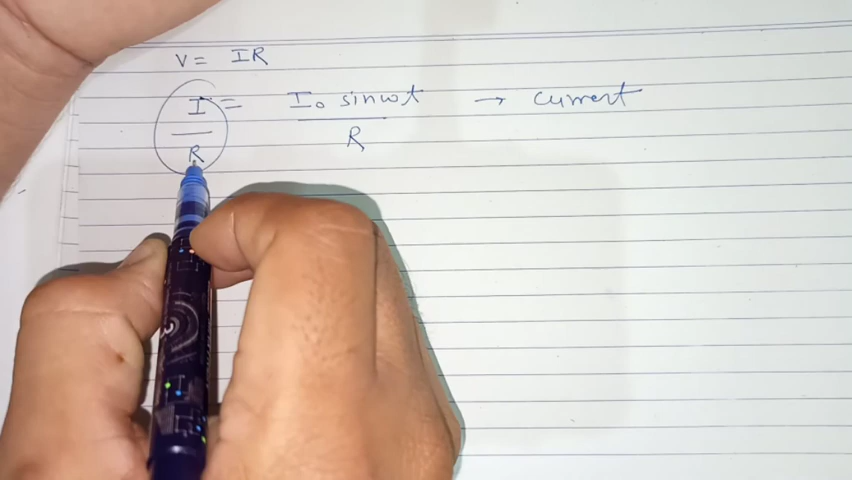 V = IR
I/R = I₀ sinωt/R → current